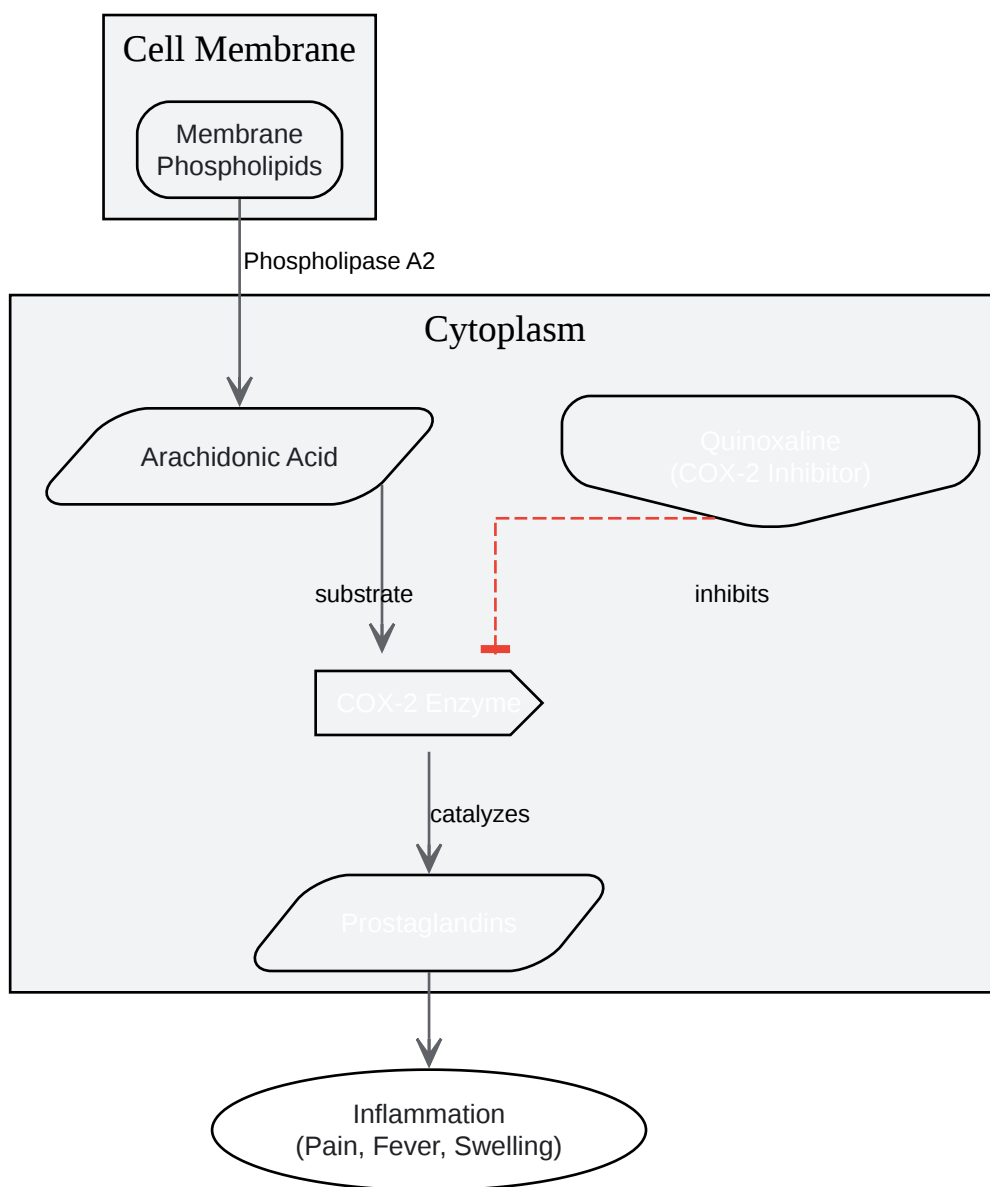 Cell Membrane
Membrane
Phospholipids
Phospholipase A2
Cytoplasm
Arachidonic Acid
Quinoxaline
(COX-2 Inhibitor)
substrate
inhibits
COX-2 Enzyme
catalyzes
Prostaglandins
Inflammation
(Pain, Fever, Swelling)